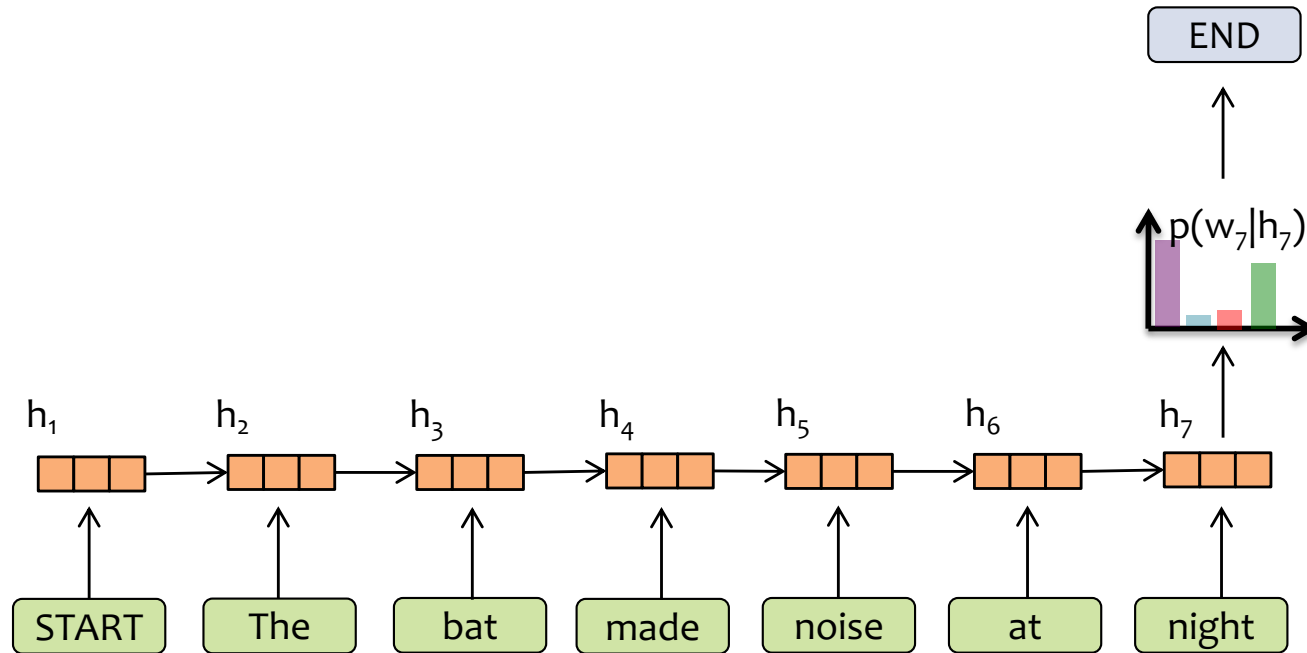 END
p(w₇|h₇)
h₁ h₂ h₃ h₄ h₅ h₆ h₇
START The bat made noise at night